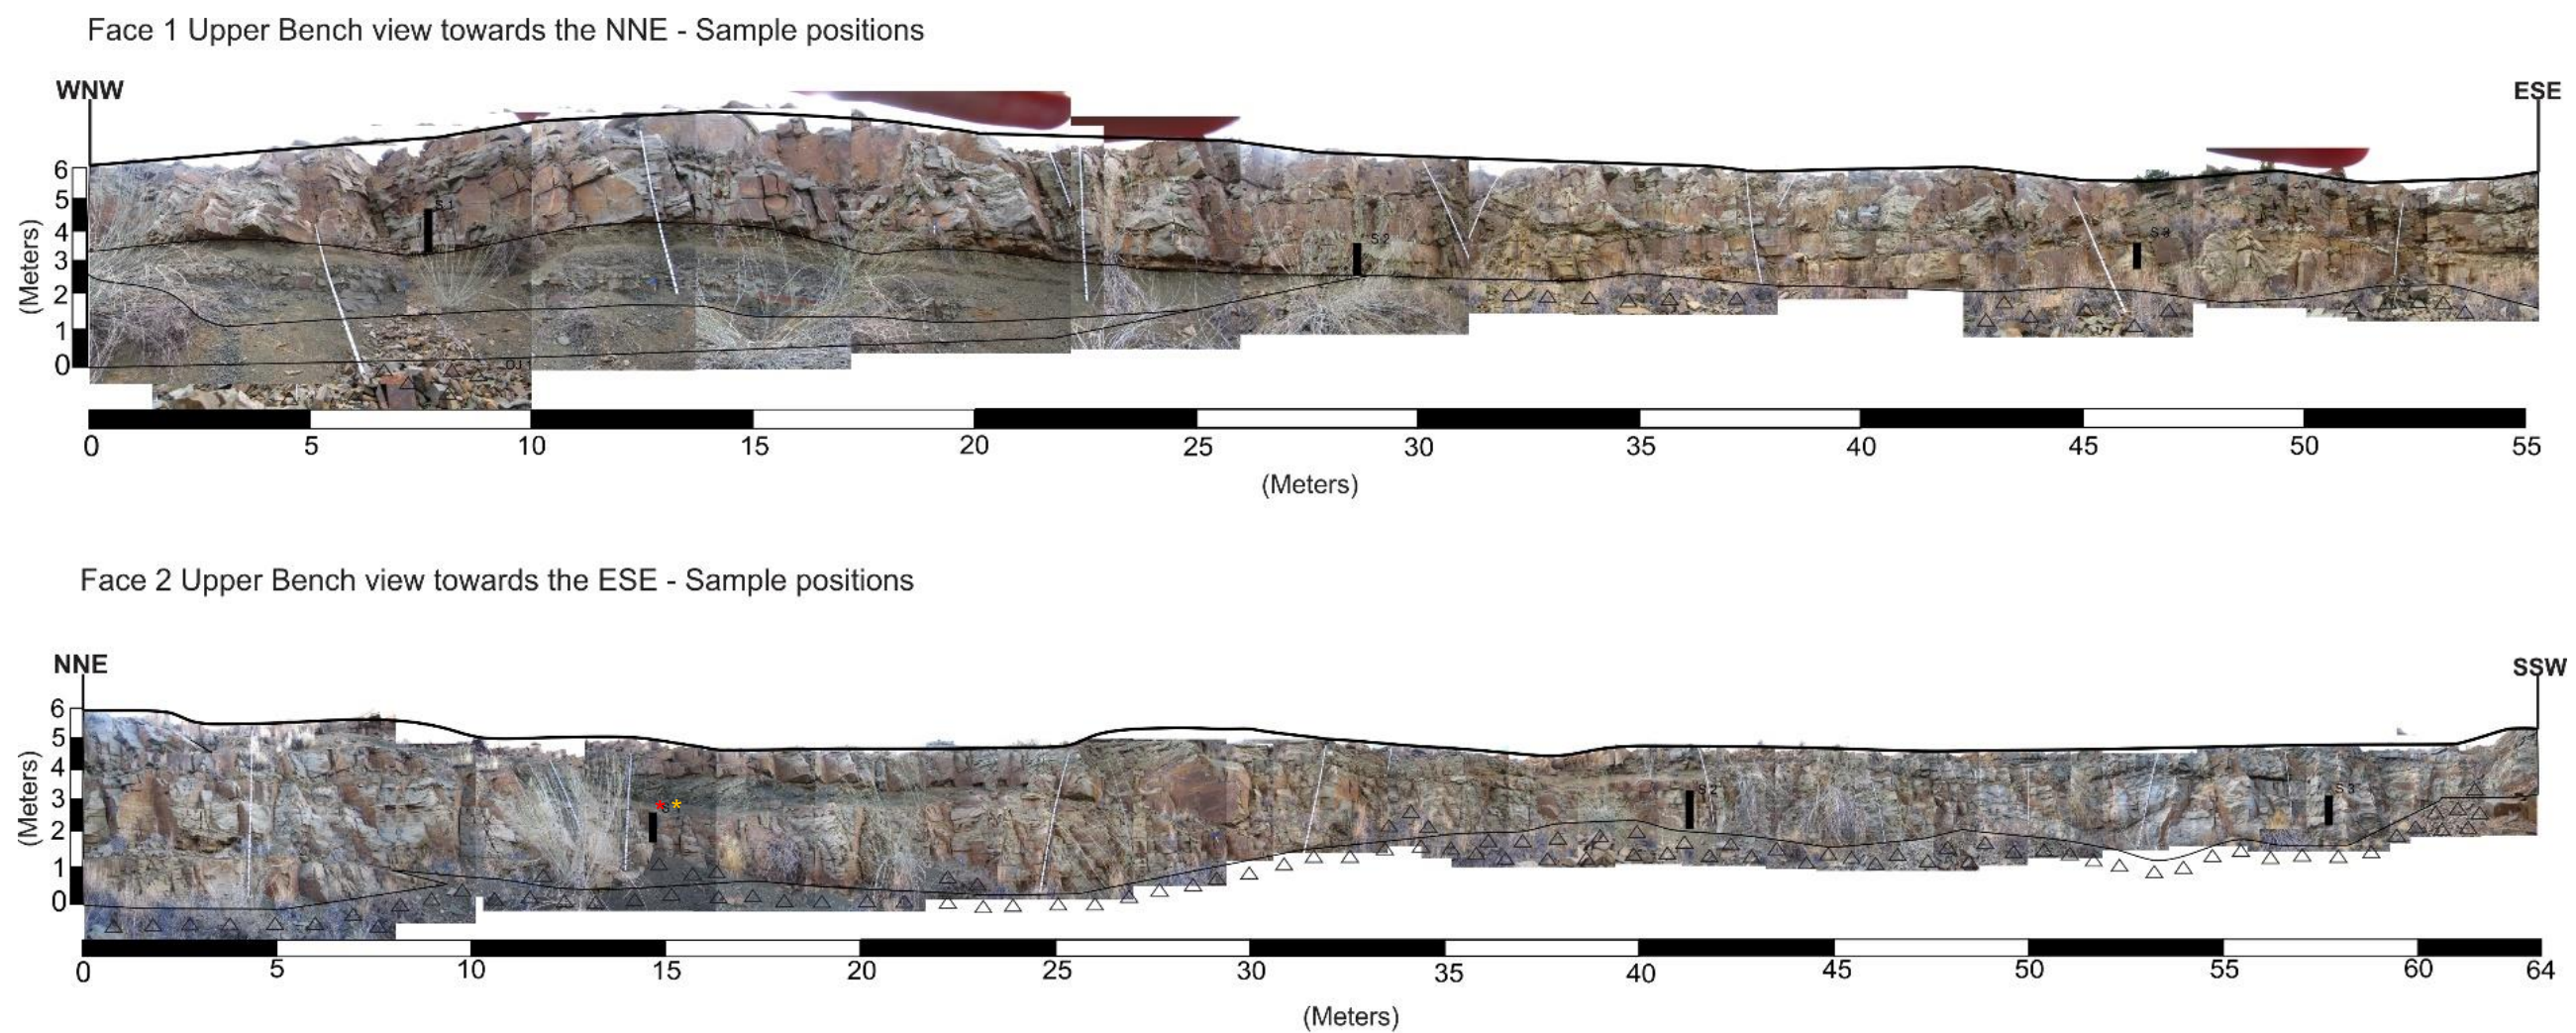 Face 1 Upper Bench view towards the NNE - Sample positions
WNW
ESE
6
5
4
3
2
1
0
(Meters)
S 1
S 2
S 3
0 5 10 15 20 25 30 35 40 45 50 55
(Meters)
Face 2 Upper Bench view towards the ESE - Sample positions
NNE
SSW
6
5
4
3
2
1
0
(Meters)
* *
S 1
S 2
S 3
0 5 10 15 20 25 30 35 40 45 50 55 60 64
(Meters)